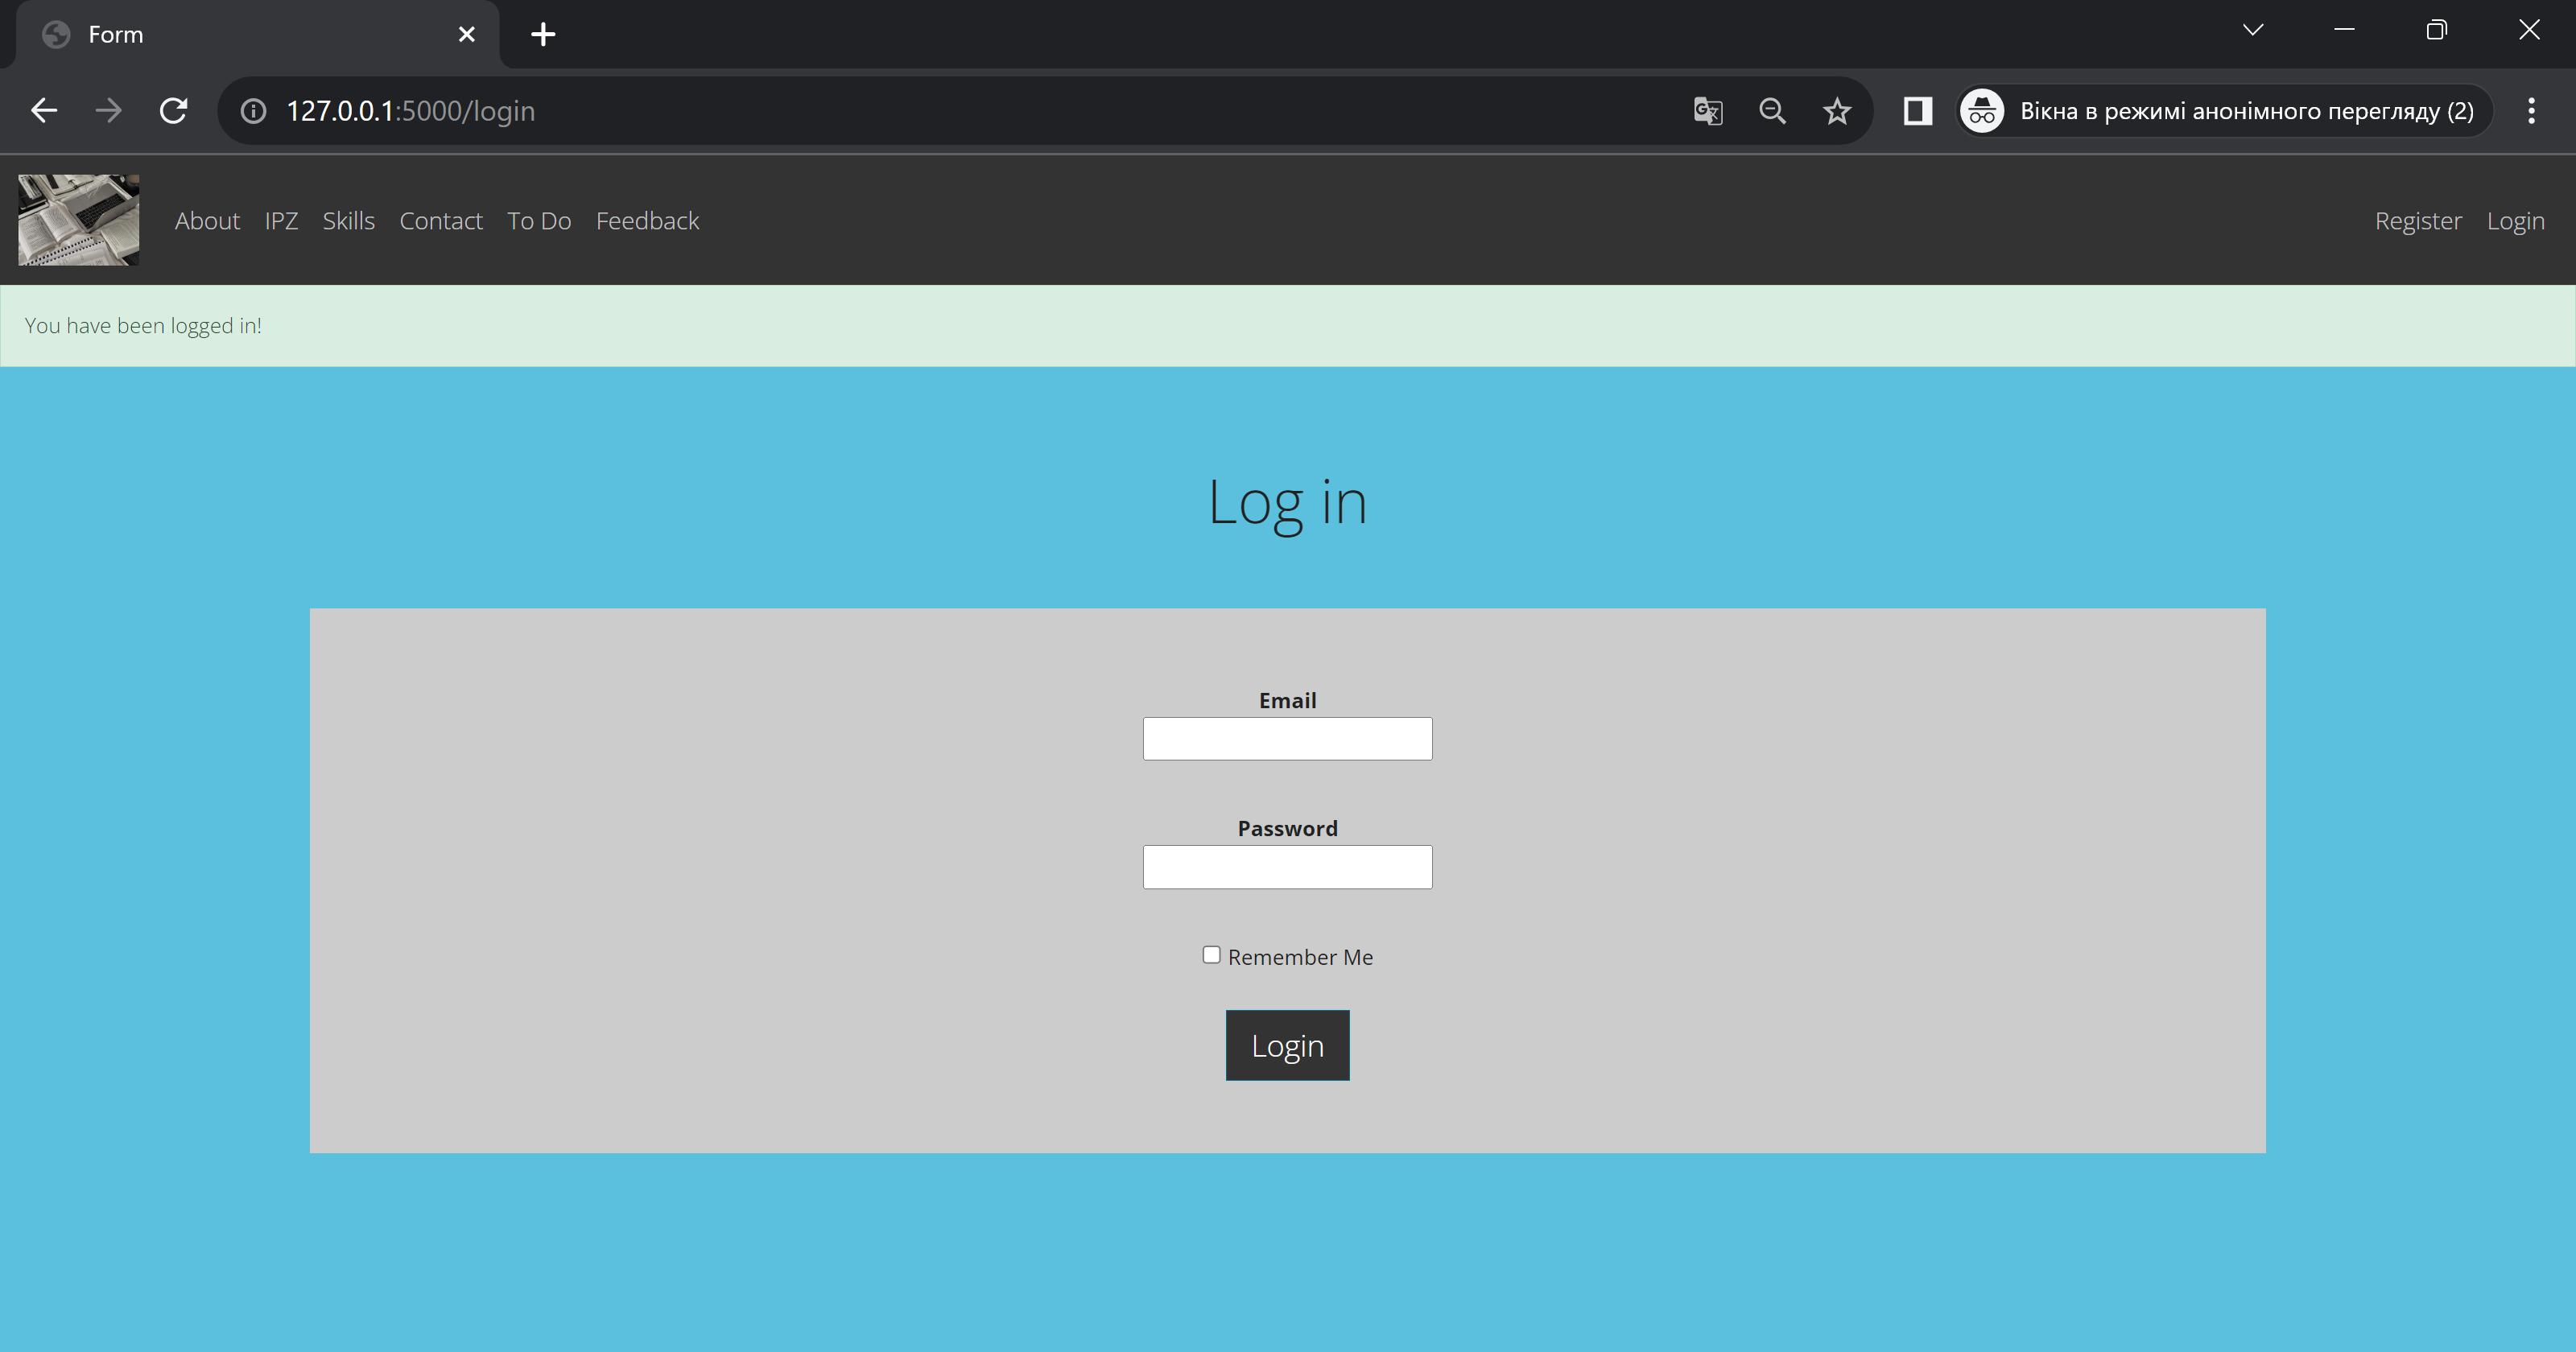 Form
127.0.0.1:5000/login
Вікна в режимі анонімного перегляду (2)
About IPZ Skills Contact To Do Feedback Register Login
You have been logged in!
Log in
Email
Password
Remember Me
Login